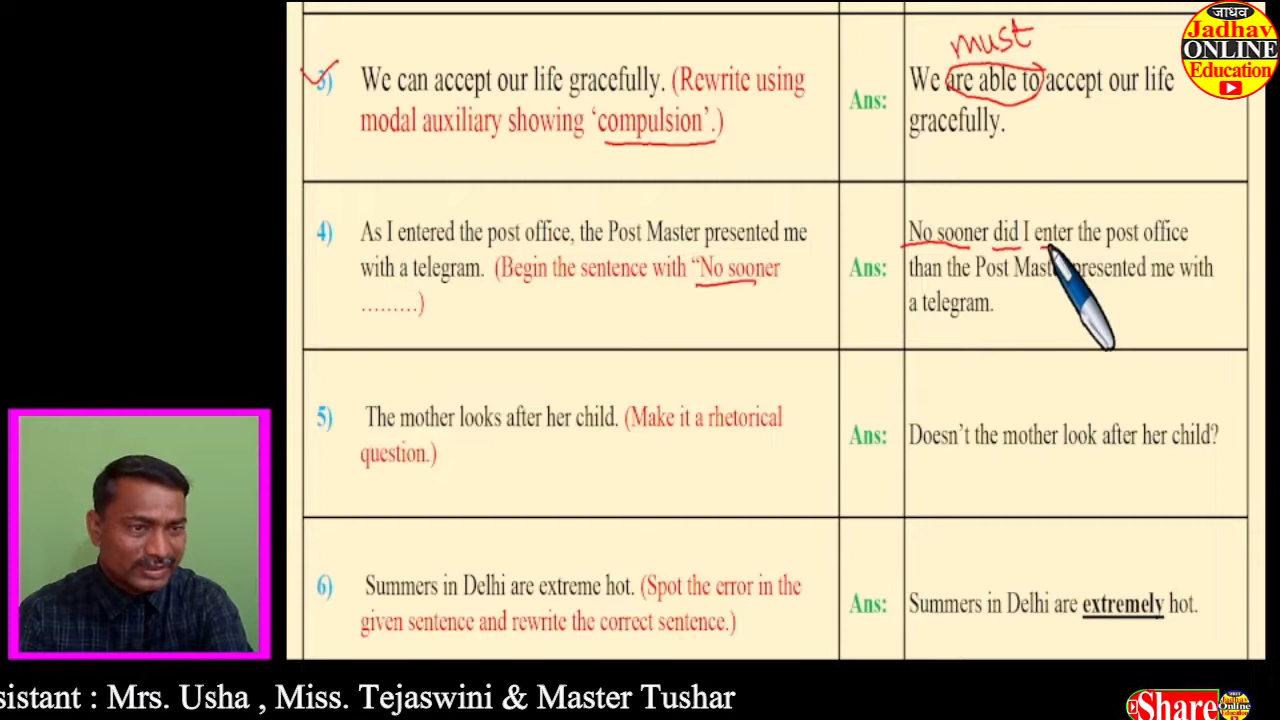 जाधव
Jadhav
ONLINE
Education
must
3) We can accept our life gracefully. (Rewrite using
modal auxiliary showing ‘compulsion’.)
Ans:
We are able to accept our life
gracefully.
4) As I entered the post office, the Post Master presented me
with a telegram. (Begin the sentence with “No sooner
.........)
Ans:
No sooner did I enter the post office
than the Post Master presented me with
a telegram.
5) The mother looks after her child. (Make it a rhetorical
question.)
Ans:
Doesn’t the mother look after her child?
6) Summers in Delhi are extreme hot. (Spot the error in the
given sentence and rewrite the correct sentence.)
Ans:
Summers in Delhi are extremely hot.
sistant : Mrs. Usha , Miss. Tejaswini & Master Tushar
Share